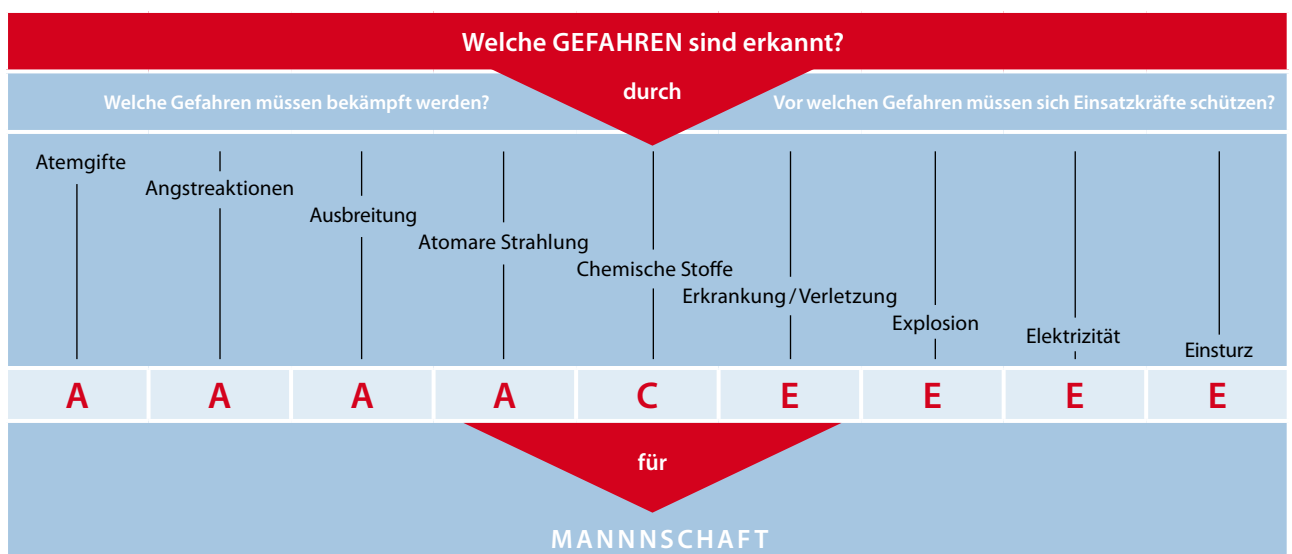 Welche GEFAHREN sind erkannt?
durch
Welche Gefahren müssen bekämpft werden?
Vor welchen Gefahren müssen sich Einsatzkräfte schützen?
Atemgifte
Angstreaktionen
Ausbreitung
Atomare Strahlung
Chemische Stoffe
Erkrankung / Verletzung
Explosion
Elektrizität
Einsturz
A A A A C E E E E
für
MANNNSCHAFT